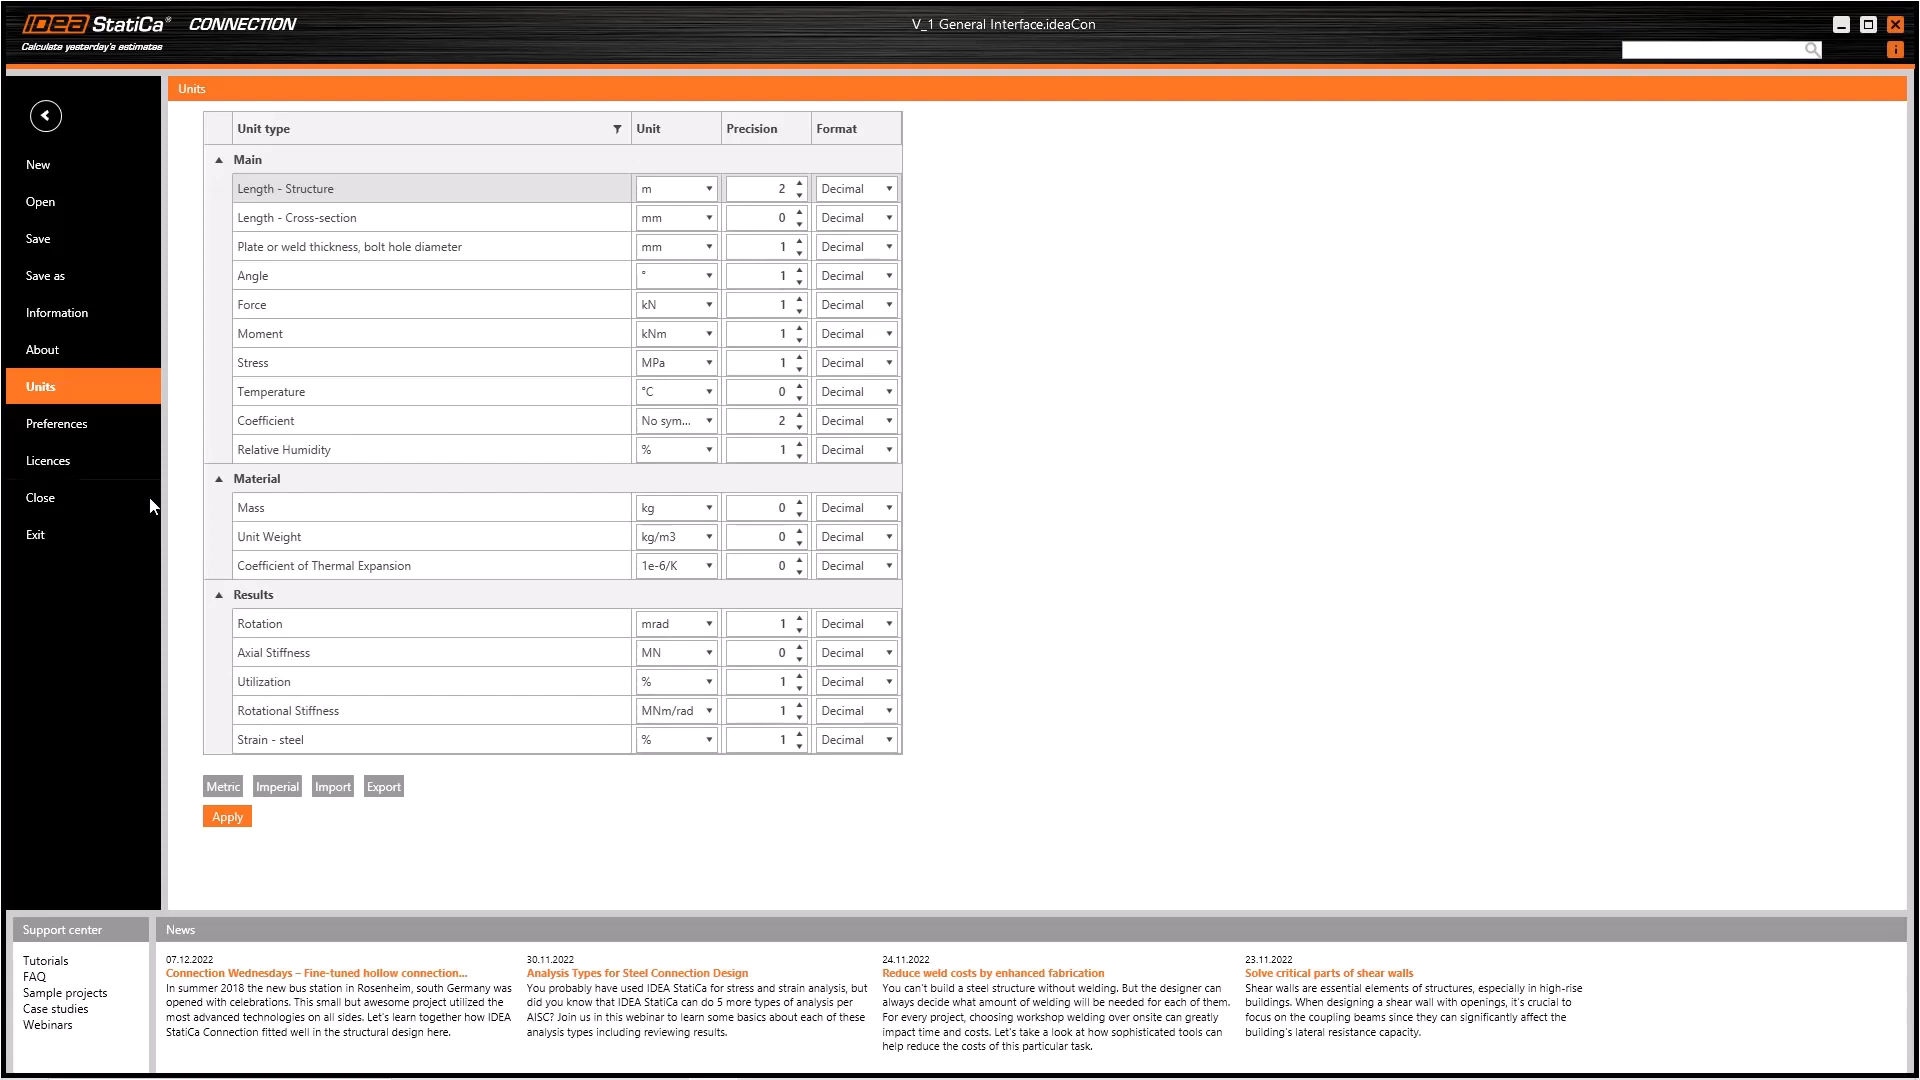 IDEA StatiCa® CONNECTION
Calculate yesterday's estimates
V_1 General Interface.ideaCon
New
Open
Save
Save as
Information
About
Units
Preferences
Licences
Close
Exit
Units
Unit type Unit Precision Format
Main
Length - Structure m 2 Decimal
Length - Cross-section mm 0 Decimal
Plate or weld thickness, bolt hole diameter mm 1 Decimal
Angle ° 1 Decimal
Force kN 1 Decimal
Moment kNm 1 Decimal
Stress MPa 1 Decimal
Temperature °C 0 Decimal
Coefficient No sym... 2 Decimal
Relative Humidity % 1 Decimal
Material
Mass kg 0 Decimal
Unit Weight kg/m3 0 Decimal
Coefficient of Thermal Expansion 1e-6/K 0 Decimal
Results
Rotation mrad 1 Decimal
Axial Stiffness MN 0 Decimal
Utilization % 1 Decimal
Rotational Stiffness MNm/rad 1 Decimal
Strain - steel % 1 Decimal
Metric Imperial Import Export
Apply
Support center
Tutorials
FAQ
Sample projects
Case studies
Webinars
News
07.12.2022
Connection Wednesdays – Fine-tuned hollow connection...
In summer 2018 the new bus station in Rosenheim, south Germany was
opened with celebrations. This small but awesome project utilized the
most advanced technologies on all sides. Let's learn together how IDEA
StatiCa Connection fitted well in the structural design here.
30.11.2022
Analysis Types for Steel Connection Design
You probably have used IDEA StatiCa for stress and strain analysis, but
did you know that IDEA StatiCa can do 5 more types of analysis per
AISC? Join us in this webinar to learn some basics about each of these
analysis types including reviewing results.
24.11.2022
Reduce weld costs by enhanced fabrication
You can't build a steel structure without welding. But the designer can
always decide what amount of welding will be needed for each of them.
For every project, choosing workshop welding over onsite can greatly
impact time and costs. Let's take a look at how sophisticated tools can
help reduce the costs of this particular task.
23.11.2022
Solve critical parts of shear walls
Shear walls are essential elements of structures, especially in high-rise
buildings. When designing a shear wall with openings, it's crucial to
focus on the coupling beams since they can significantly affect the
building's lateral resistance capacity.